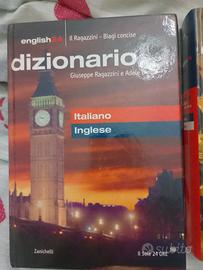 english24
Il Ragazzini - Biagi concise
dizionario
Giuseppe Ragazzini e Adele
Italiano
Inglese
Zanichelli
Il Sole 24 ORE
subito